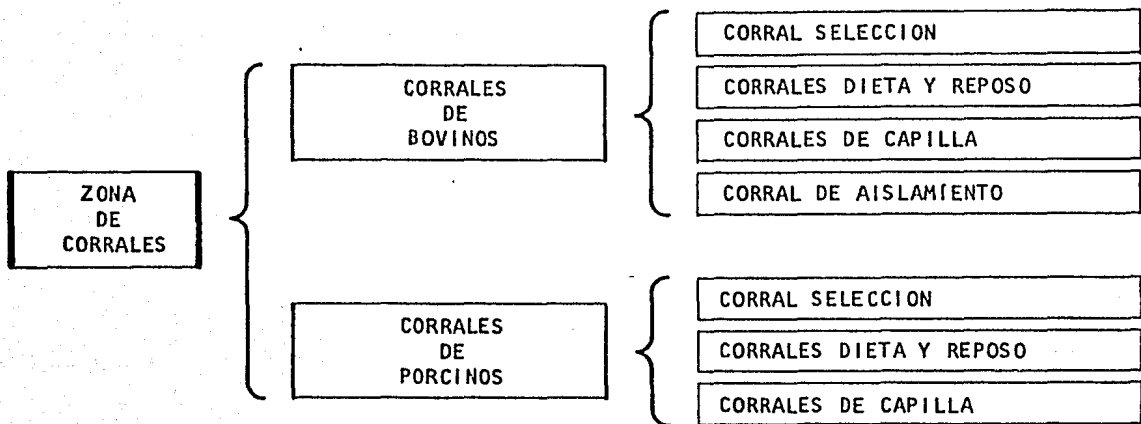 ZONA
DE
CORRALES
CORRALES
DE
BOVINOS
CORRAL SELECCION
CORRALES DIETA Y REPOSO
CORRALES DE CAPILLA
CORRAL DE AISLAMIENTO
CORRALES
DE
PORCINOS
CORRAL SELECCION
CORRALES DIETA Y REPOSO
CORRALES DE CAPILLA